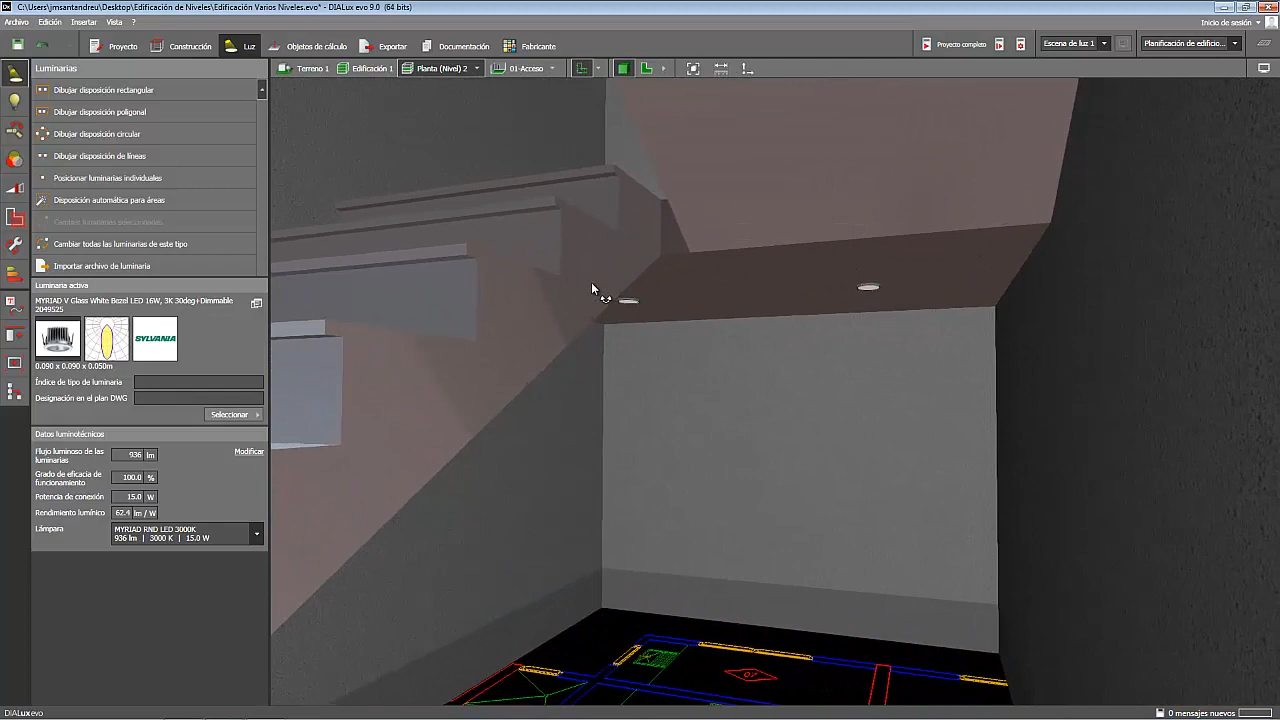 C:\Users\jmsantandreu\Desktop\Edificación de Niveles\Edificación Varios Niveles.evo* - DIALux evo 9.0 (64 bits)
Archivo Edición Insertar Vista ?
Inicio de sesión
Proyecto Construcción Luz Objetos de cálculo Exportar Documentación Fabricante
Proyecto completo Escena de luz 1 Planificación de edificio...
Luminarias
Terreno 1 Edificación 1 Planta (Nivel) 2 01-Acceso
Dibujar disposición rectangular
Dibujar disposición poligonal
Dibujar disposición circular
Dibujar disposición de líneas
Posicionar luminarias individuales
Disposición automática para áreas
Cambiar luminarias seleccionadas
Cambiar todas las luminarias de este tipo
Importar archivo de luminaria
Luminaria activa
MYRIAD V Glass White Bezel LED 16W, 3K 30deg+Dimmable
2049525
SYLVANIA
0.090 x 0.090 x 0.050m
Índice de tipo de luminaria
Designación en el plan DWG
Seleccionar
Datos luminotécnicos
Flujo luminoso de las luminarias 936 lm Modificar
Grado de eficacia de funcionamiento 100.0 %
Potencia de conexión 15.0 W
Rendimiento lumínico 62.4 lm / W
Lámpara MYRIAD RND LED 3000K
936 lm | 3000 K | 15.0 W
07
DIALux evo
0 mensajes nuevos